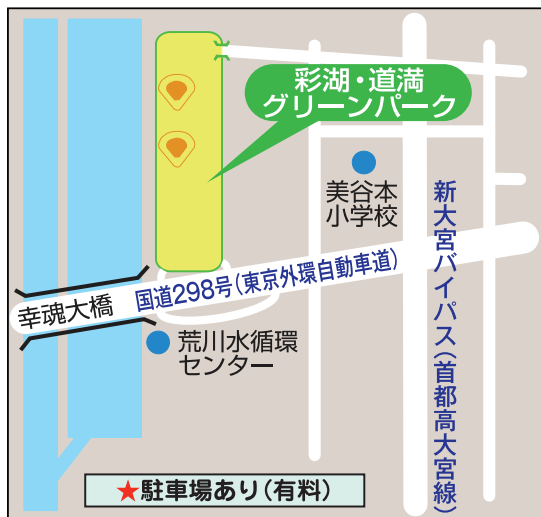 彩湖・道満
グリーンパーク
美谷本
小学校
新大宮バイパス(首都高大宮線)
国道298号(東京外環自動車道)
幸魂大橋
荒川水循環
センター
★駐車場あり(有料)